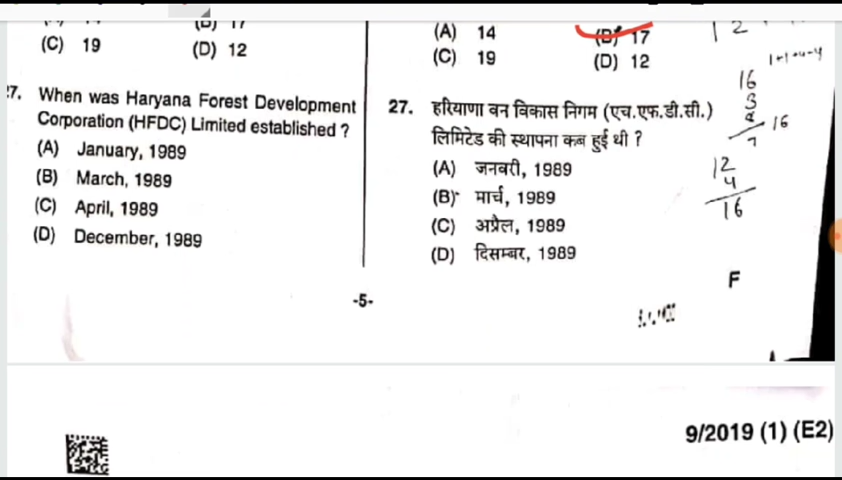 (C) 19
(D) 12
(A) 14
(B) 17
(C) 19
(D) 12
27. When was Haryana Forest Development
Corporation (HFDC) Limited established ?
(A) January, 1989
(B) March, 1989
(C) April, 1989
(D) December, 1989
27. हरियाणा वन विकास निगम (एच.एफ.डी.सी.)
लिमिटेड की स्थापना कब हुई थी ?
(A) जनवरी, 1989
(B) मार्च, 1989
(C) अप्रैल, 1989
(D) दिसम्बर, 1989
12
16
3
16
12
4
16
F
-5-
9/2019 (1) (E2)